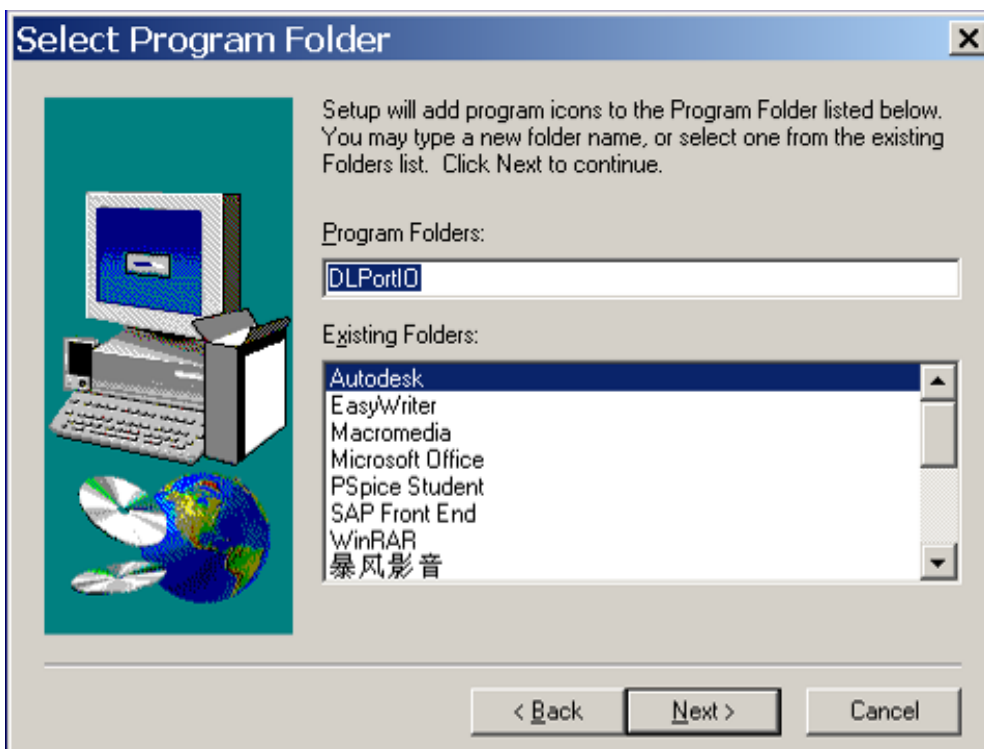 Select Program Folder
Setup will add program icons to the Program Folder listed below.
You may type a new folder name, or select one from the existing
Folders list. Click Next to continue.
Program Folders:
DLPortIO
Existing Folders:
Autodesk
EasyWriter
Macromedia
Microsoft Office
PSpice Student
SAP Front End
WinRAR
暴风影音
< Back
Next >
Cancel